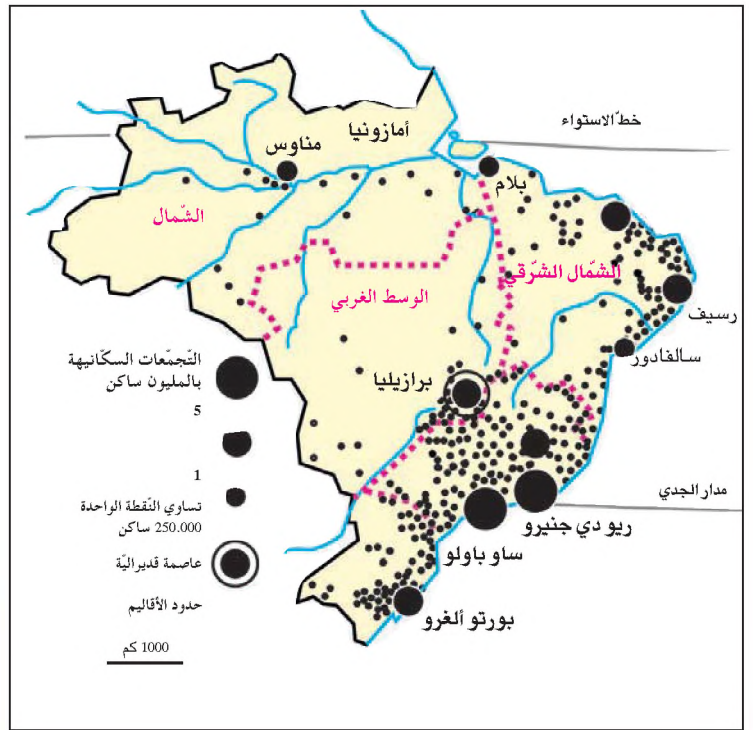 خطّ الاستواء
أمازونيا
مناوس
بلام
الشّمال
الشّمال الشّرقي
الوسط الغربي
رسيف
سالفادور
برازيليا
التّجمّعات السكّانيهة
بالمليون ساكن
5
1
تساوي النّقطة الواحدة
250.000 ساكن
عاصمة قديراليّة
حدود الأقاليم
1000 كم
مدار الجدي
ريو دي جنيرو
ساو باولو
بورتو ألغرو